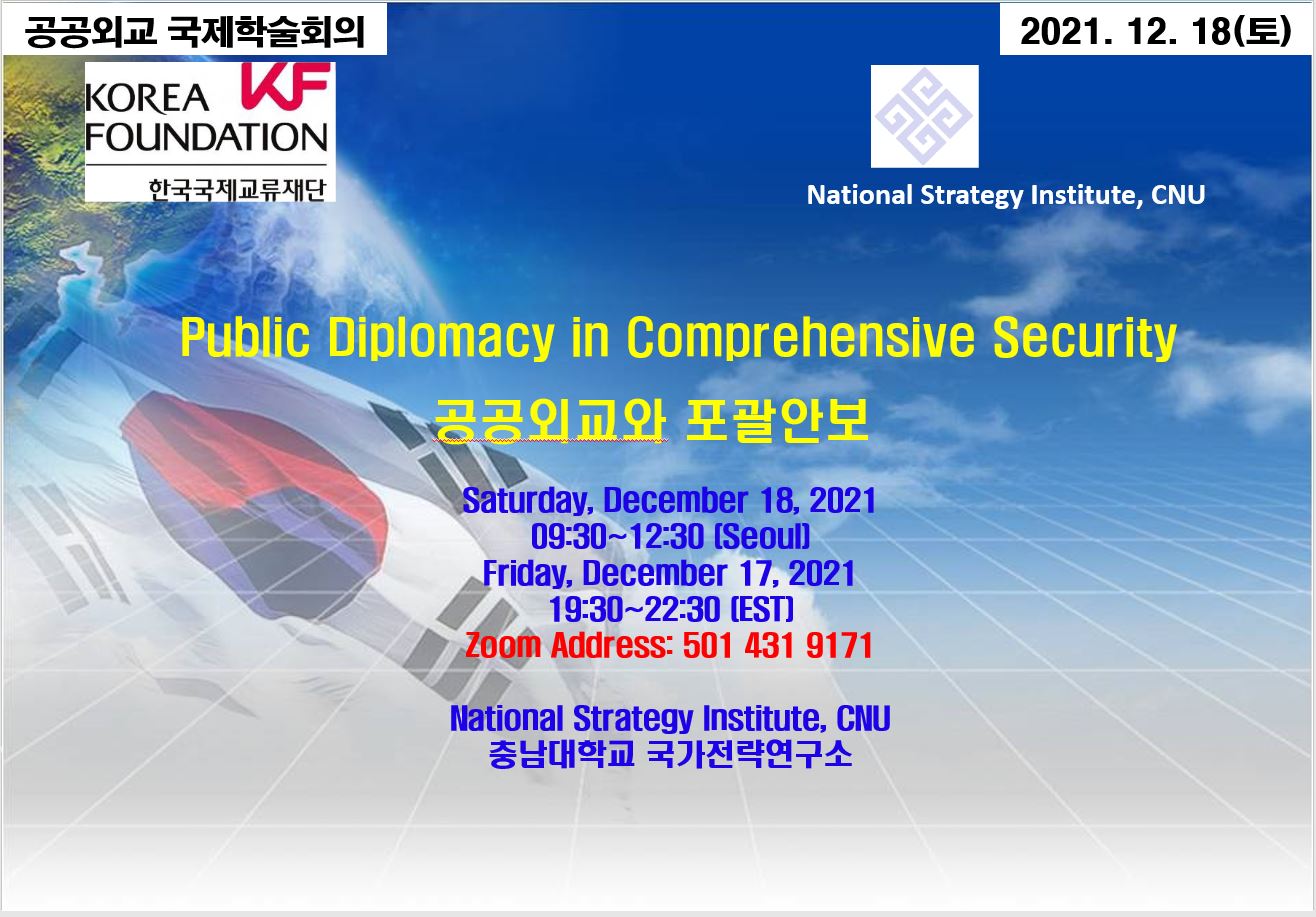 공공외교 국제학술회의
2021. 12. 18(토)
KF
KOREA
FOUNDATION
한국국제교류재단
National Strategy Institute, CNU
Public Diplomacy in Comprehensive Security
공공외교와 포괄안보
Saturday, December 18, 2021
09:30~12:30 (Seoul)
Friday, December 17, 2021
19:30~22:30 (EST)
Zoom Address: 501 431 9171
National Strategy Institute, CNU
충남대학교 국가전략연구소